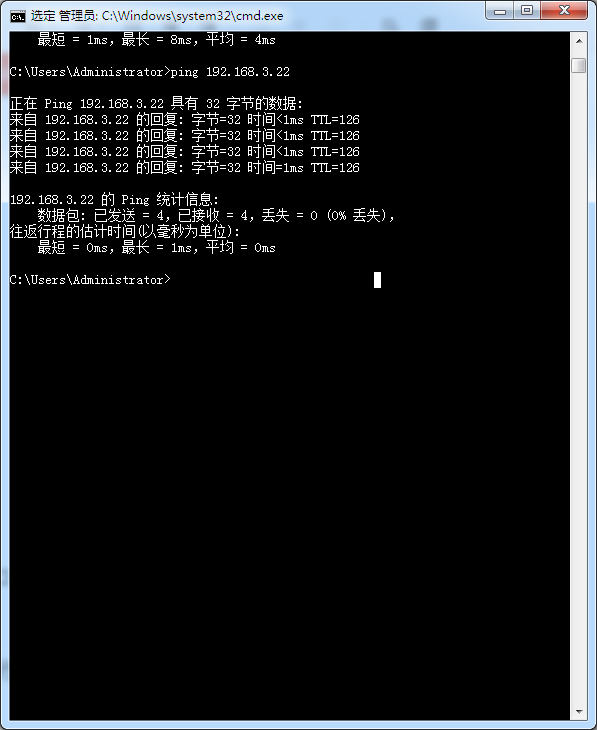 选定 管理员: C:\Windows\system32\cmd.exe
最短 = 1ms，最长 = 8ms，平均 = 4ms
C:\Users\Administrator>ping 192.168.3.22
正在 Ping 192.168.3.22 具有 32 字节的数据:
来自 192.168.3.22 的回复: 字节=32 时间<1ms TTL=126
来自 192.168.3.22 的回复: 字节=32 时间<1ms TTL=126
来自 192.168.3.22 的回复: 字节=32 时间<1ms TTL=126
来自 192.168.3.22 的回复: 字节=32 时间=1ms TTL=126
192.168.3.22 的 Ping 统计信息:
数据包: 已发送 = 4，已接收 = 4，丢失 = 0 (0% 丢失)，
往返行程的估计时间(以毫秒为单位):
最短 = 0ms，最长 = 1ms，平均 = 0ms
C:\Users\Administrator>